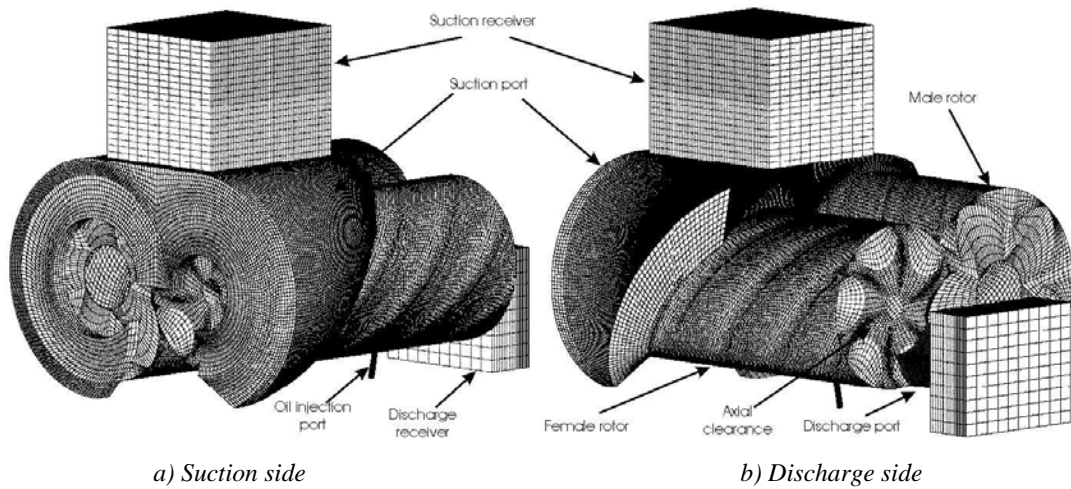 Suction receiver
Suction port
Male rotor
Oil injection
port
Discharge
receiver
Female rotor
Axial
clearance
Discharge port
a) Suction side
b) Discharge side